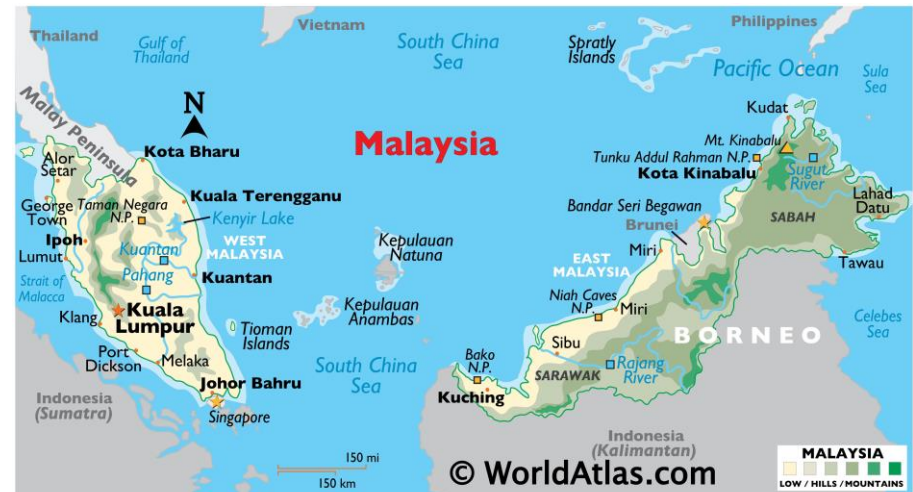 Thailand
Vietnam
Philippines
Gulf of
Thailand
South China
Sea
Spratly
Islands
Pacific Ocean
Sulu
Sea
Malay Peninsula
N
Malaysia
Kudat
Mt. Kinabalu
Tunku Addul Rahman N.P.
Kota Kinabalu
Sugut
River
Kota Bharu
Alor
Setar
Kuala Terengganu
George
Town
Taman Negara
N.P.
Kenyir Lake
Bandar Seri Begawan
Brunei
SABAH
Lahad
Datu
Ipoh
Lumut
Kuantan
WEST
MALAYSIA
Kepulauan
Natuna
Miri
EAST
MALAYSIA
Tawau
Strait of
Malacca
Pahang
Kuantan
Niah Caves
N.P.
Miri
Kepulauan
Anambas
Celebes
Sea
Klang
Kuala
Lumpur
Tioman
Islands
BORNEO
Sibu
Port
Dickson
Melaka
South China
Sea
Bako
N.P.
SARAWAK
Rajang
River
Johor Bahru
Kuching
Indonesia
(Sumatra)
Singapore
Indonesia
(Kalimantan)
150 mi
150 km
© WorldAtlas.com
MALAYSIA
LOW / HILLS / MOUNTAINS